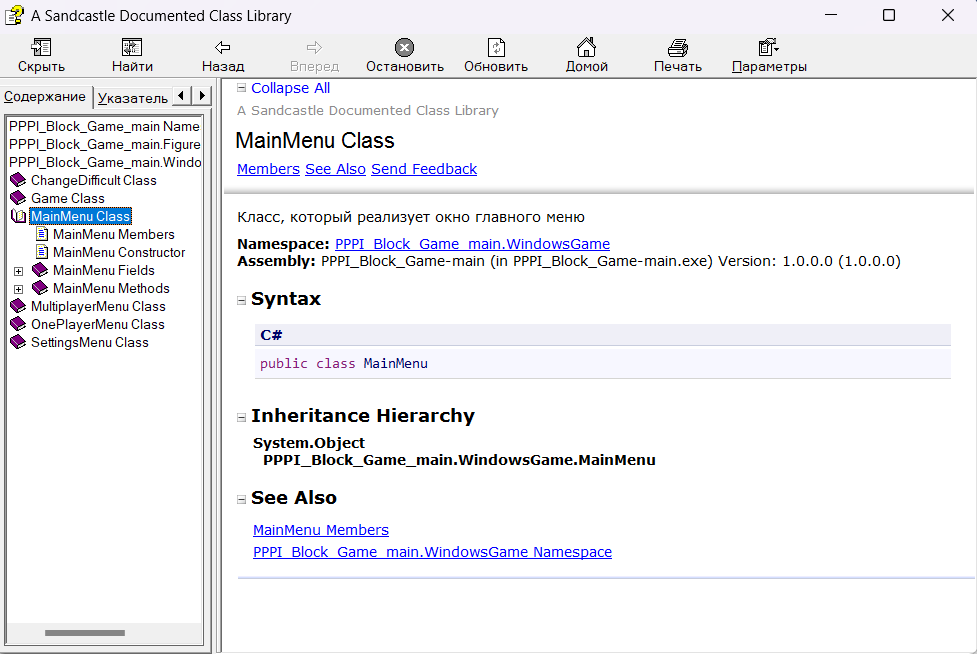 A Sandcastle Documented Class Library
Скрыть Найти Назад Вперед Остановить Обновить Домой Печать Параметры
Содержание Указатель
PPPI_Block_Game_main Name
PPPI_Block_Game_main.Figure
PPPI_Block_Game_main.Windo
ChangeDifficult Class
Game Class
MainMenu Class
MainMenu Members
MainMenu Constructor
MainMenu Fields
MainMenu Methods
MultiplayerMenu Class
OnePlayerMenu Class
SettingsMenu Class
Collapse All
A Sandcastle Documented Class Library
MainMenu Class
Members See Also Send Feedback
Класс, который реализует окно главного меню
Namespace: PPPI_Block_Game_main.WindowsGame
Assembly: PPPI_Block_Game-main (in PPPI_Block_Game-main.exe) Version: 1.0.0.0 (1.0.0.0)
Syntax
C#
public class MainMenu
Inheritance Hierarchy
System.Object
PPPI_Block_Game_main.WindowsGame.MainMenu
See Also
MainMenu Members
PPPI_Block_Game_main.WindowsGame Namespace